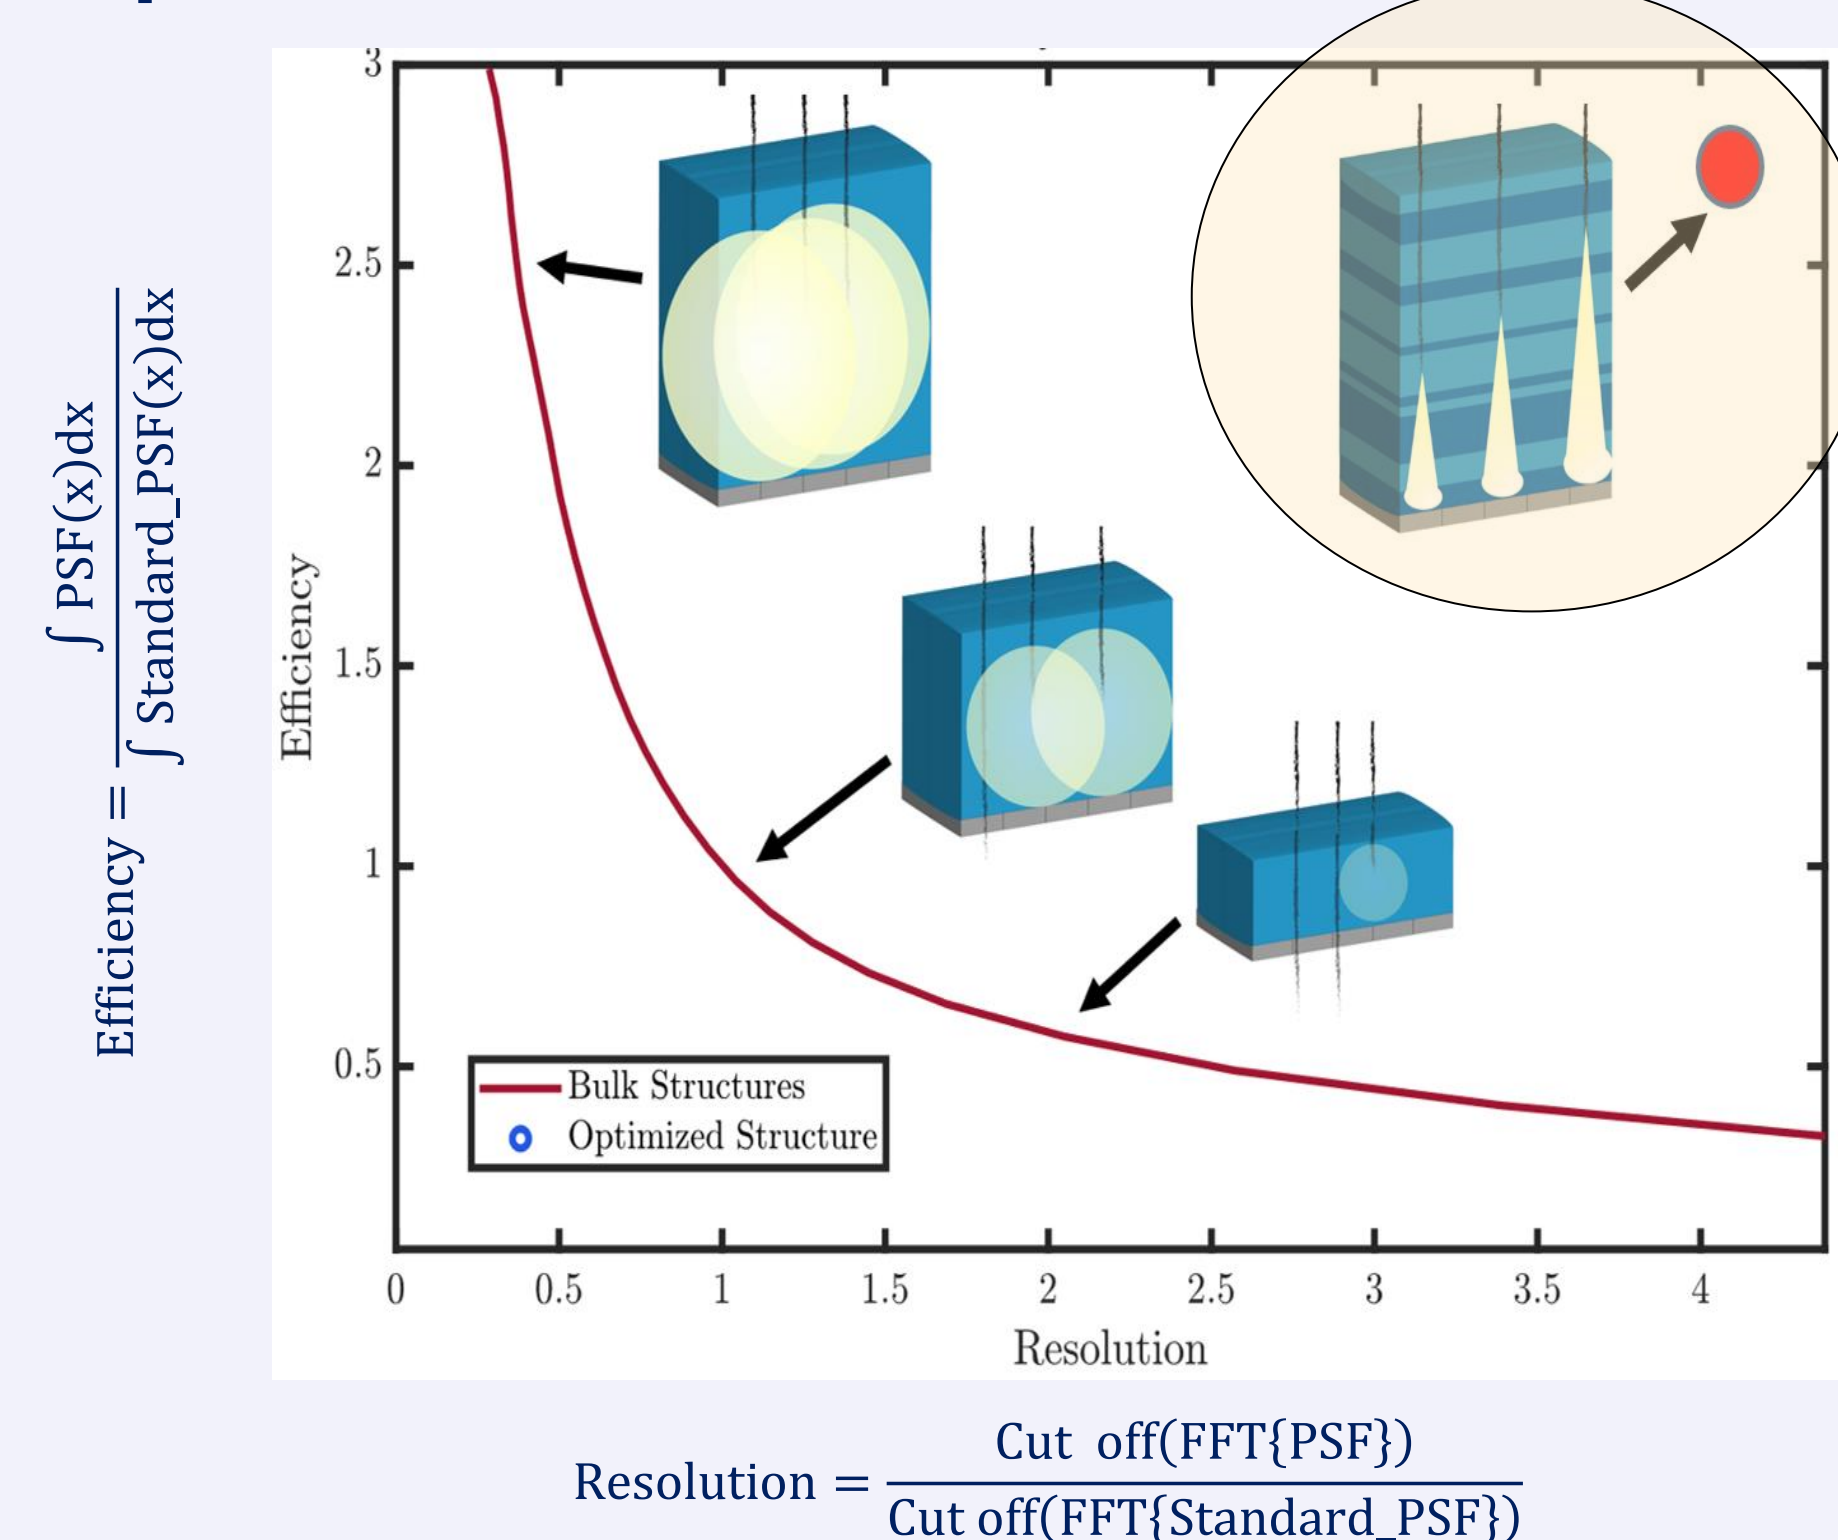 Efficiency = ∫ PSF(x)dx / ∫ Standard_PSF(x)dx
3
2.5
2
1.5
1
0.5
Efficiency
Bulk Structures
Optimized Structure
0 0.5 1 1.5 2 2.5 3 3.5 4
Resolution
Resolution = Cut off(FFT{PSF}) / Cut off(FFT{Standard_PSF})